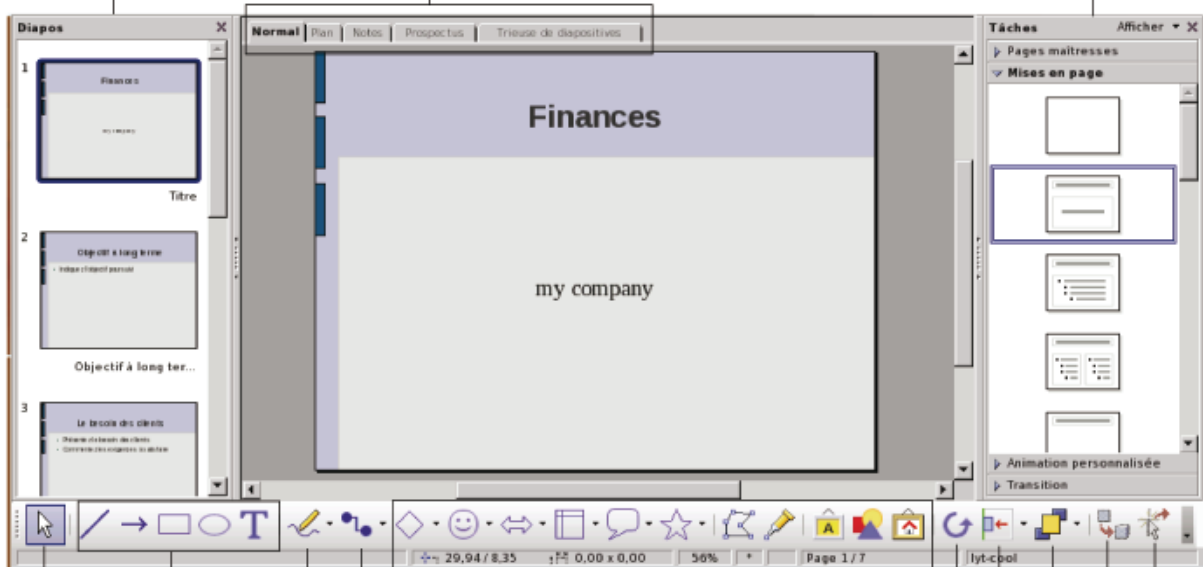 Diapos
1
Finances
my company
Titre
2
Objectif à long terme
Objectif à long ter...
3
Le besoin des clients
Normal Plan Notes Prospectus Trieuse de diapositives
Finances
my company
Tâches Afficher
Pages maîtresses
Mises en page
Animation personnalisée
Transition
T
A
29,94 / 8,35 0,00 x 0,00 56% * Page 1 / 7 lyt-cool